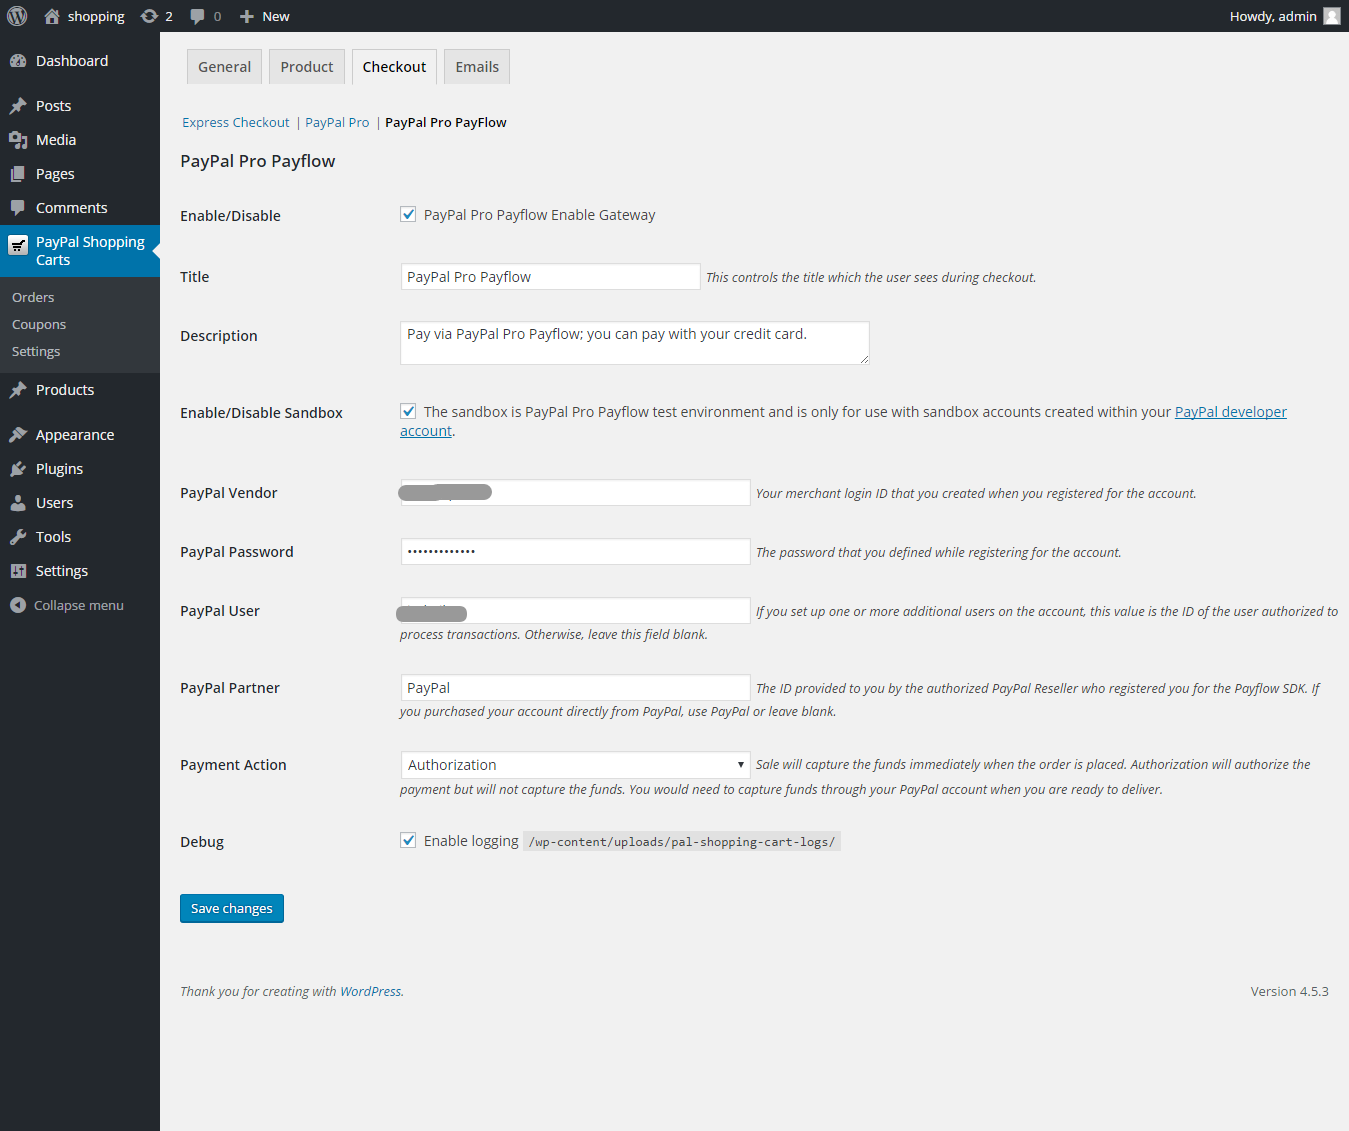 shopping 2 0 New Howdy, admin
Dashboard
Posts
Media
Pages
Comments
PayPal Shopping
Carts
Orders
Coupons
Settings
Products
Appearance
Plugins
Users
Tools
Settings
Collapse menu
General Product Checkout Emails
Express Checkout | PayPal Pro | PayPal Pro PayFlow
PayPal Pro Payflow
Enable/Disable PayPal Pro Payflow Enable Gateway
Title PayPal Pro Payflow This controls the title which the user sees during checkout.
Description Pay via PayPal Pro Payflow; you can pay with your credit card.
Enable/Disable Sandbox The sandbox is PayPal Pro Payflow test environment and is only for use with sandbox accounts created within your PayPal developer
account.
PayPal Vendor Your merchant login ID that you created when you registered for the account.
PayPal Password ••••••••••••• The password that you defined while registering for the account.
PayPal User If you set up one or more additional users on the account, this value is the ID of the user authorized to
process transactions. Otherwise, leave this field blank.
PayPal Partner PayPal The ID provided to you by the authorized PayPal Reseller who registered you for the Payflow SDK. If
you purchased your account directly from PayPal, use PayPal or leave blank.
Payment Action Authorization Sale will capture the funds immediately when the order is placed. Authorization will authorize the
payment but will not capture the funds. You would need to capture funds through your PayPal account when you are ready to deliver.
Debug Enable logging /wp-content/uploads/pal-shopping-cart-logs/
Save changes
Thank you for creating with WordPress. Version 4.5.3